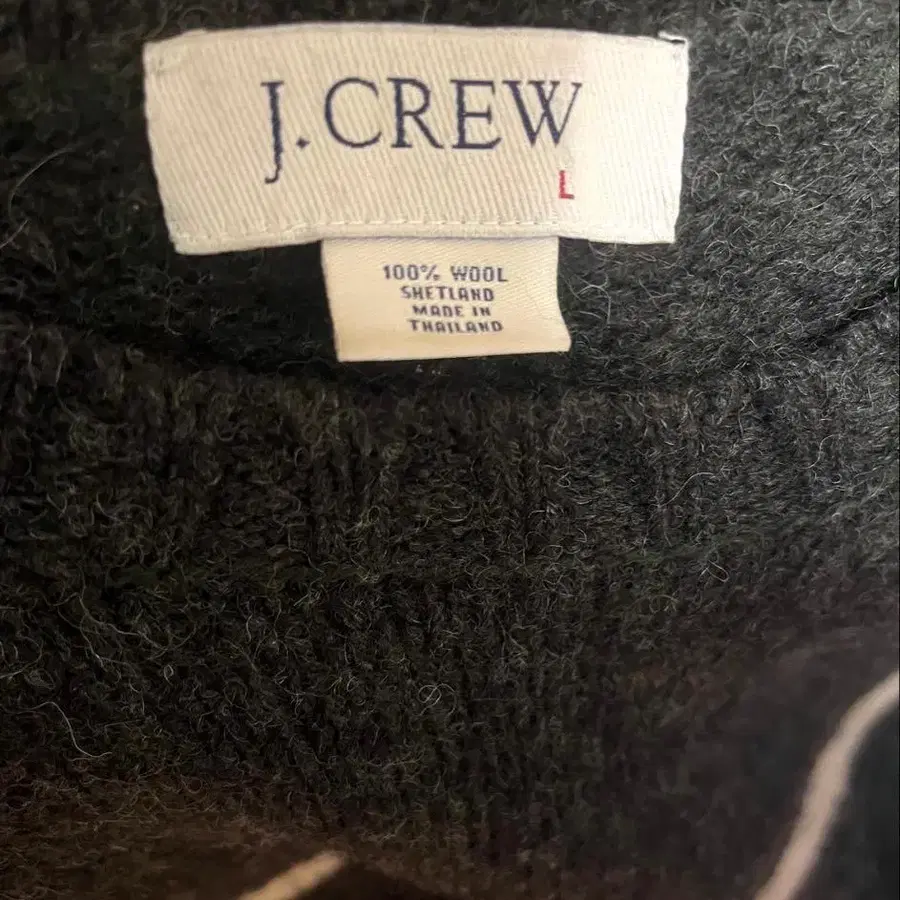 J.CREW
L
100% WOOL
SHETLAND
MADE IN
THAILAND